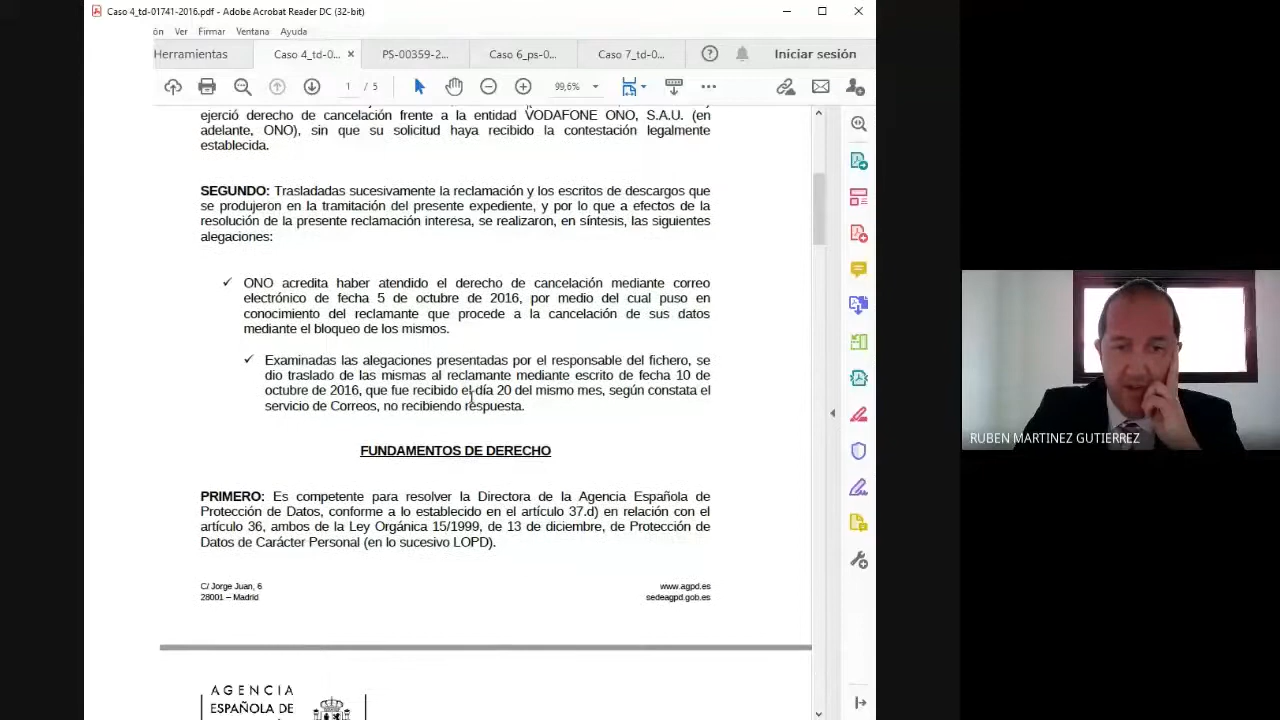 Caso 4_td-01741-2016.pdf - Adobe Acrobat Reader DC (32-bit)
ón Ver Firmar Ventana Ayuda
Herramientas Caso 4_td-0... × PS-00359-2... Caso 6_ps-0... Caso 7_td-0... Iniciar sesión
1 / 5 99,6%
ejerció derecho de cancelación frente a la entidad VODAFONE ONO, S.A.U. (en
adelante, ONO), sin que su solicitud haya recibido la contestación legalmente
establecida.
SEGUNDO: Trasladadas sucesivamente la reclamación y los escritos de descargos que
se produjeron en la tramitación del presente expediente, y por lo que a efectos de la
resolución de la presente reclamación interesa, se realizaron, en síntesis, las siguientes
alegaciones:
✓ ONO acredita haber atendido el derecho de cancelación mediante correo
electrónico de fecha 5 de octubre de 2016, por medio del cual puso en
conocimiento del reclamante que procede a la cancelación de sus datos
mediante el bloqueo de los mismos.
✓ Examinadas las alegaciones presentadas por el responsable del fichero, se
dio traslado de las mismas al reclamante mediante escrito de fecha 10 de
octubre de 2016, que fue recibido el día 20 del mismo mes, según constata el
servicio de Correos, no recibiendo respuesta.
FUNDAMENTOS DE DERECHO
PRIMERO: Es competente para resolver la Directora de la Agencia Española de
Protección de Datos, conforme a lo establecido en el artículo 37.d) en relación con el
artículo 36, ambos de la Ley Orgánica 15/1999, de 13 de diciembre, de Protección de
Datos de Carácter Personal (en lo sucesivo LOPD).
C/ Jorge Juan, 6 www.agpd.es
28001 – Madrid sedeagpd.gob.es
AGENCIA
ESPAÑOLA DE
RUBEN MARTINEZ GUTIERREZ